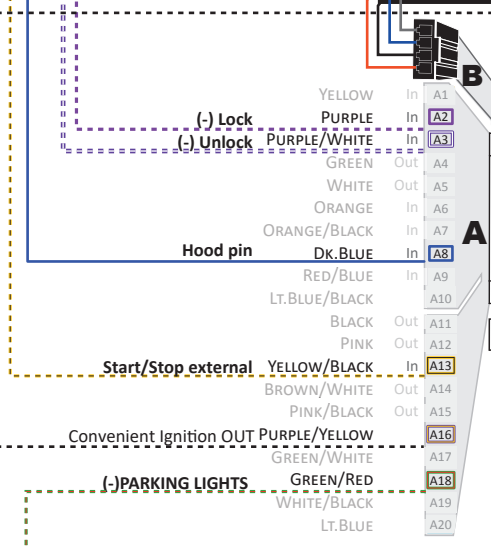 B
YELLOW In A1
(-) Lock PURPLE In A2
(-) Unlock PURPLE/WHITE In A3
GREEN Out A4
WHITE Out A5
ORANGE In A6
ORANGE/BLACK In A7
A
Hood pin DK.BLUE In A8
RED/BLUE In A9
LT.BLUE/BLACK A10
BLACK Out A11
PINK Out A12
Start/Stop external YELLOW/BLACK In A13
BROWN/WHITE Out A14
PINK/BLACK Out A15
Convenient Ignition OUT PURPLE/YELLOW A16
GREEN/WHITE A17
(-)PARKING LIGHTS GREEN/RED A18
WHITE/BLACK A19
LT.BLUE A20